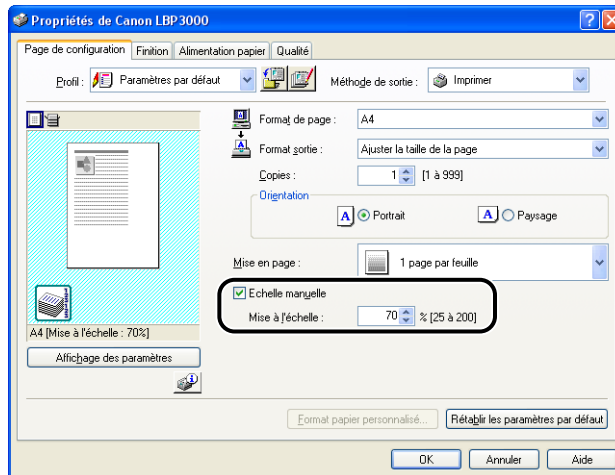 Propriétés de Canon LBP3000
Page de configuration Finition Alimentation papier Qualité
Profil : Paramètres par défaut Méthode de sortie : Imprimer
Format de page : A4
Format sortie : Ajuster la taille de la page
Copies : 1 [1 à 999]
Orientation
A Portrait A Paysage
Mise en page : 1 page par feuille
Echelle manuelle
Mise à l'échelle : 70 % [25 à 200]
A4 [Mise à l'échelle : 70%]
Affichage des paramètres
Format papier personnalisé... Rétablir les paramètres par défaut
OK Annuler Aide